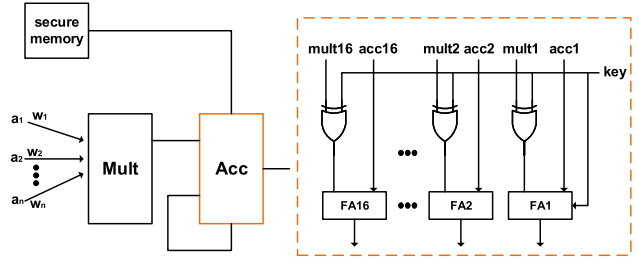 secure
memory
a1 w1
a2 w2
an wn
Mult
Acc
mult16 acc16 mult2 acc2 mult1 acc1
key
FA16 FA2 FA1